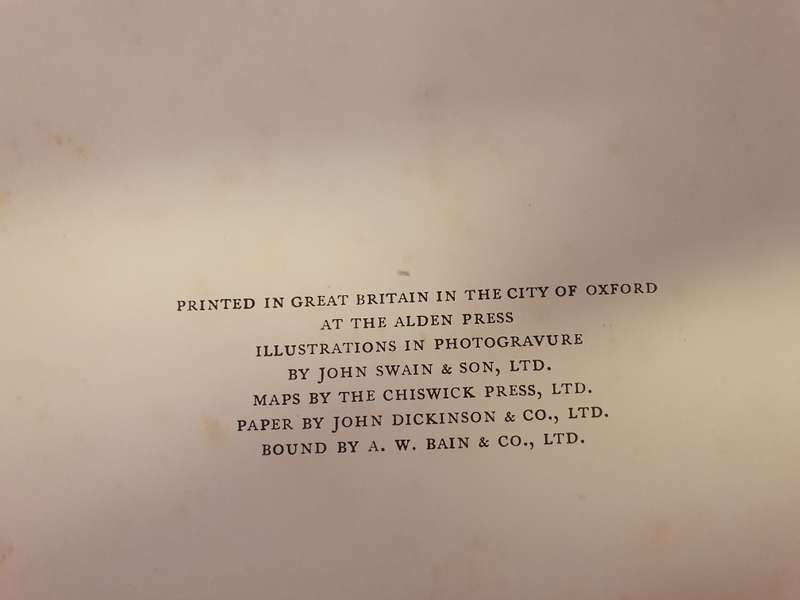 PRINTED IN GREAT BRITAIN IN THE CITY OF OXFORD
AT THE ALDEN PRESS
ILLUSTRATIONS IN PHOTOGRAVURE
BY JOHN SWAIN & SON, LTD.
MAPS BY THE CHISWICK PRESS, LTD.
PAPER BY JOHN DICKINSON & CO., LTD.
BOUND BY A. W. BAIN & CO., LTD.